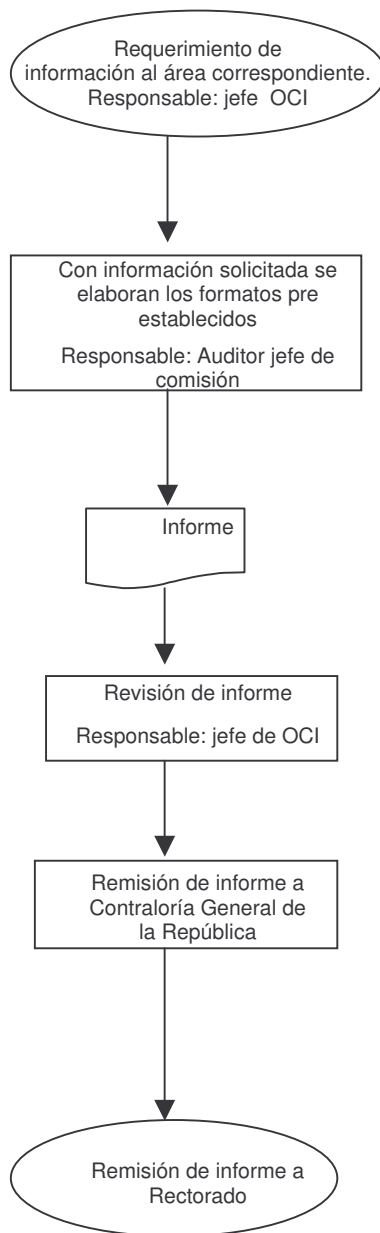 Requerimiento de
información al área correspondiente.
Responsable: jefe OCI
Con información solicitada se
elaboran los formatos pre
establecidos
Responsable: Auditor jefe de
comisión
Informe
Revisión de informe
Responsable: jefe de OCI
Remisión de informe a
Contraloría General de
la República
Remisión de informe a
Rectorado